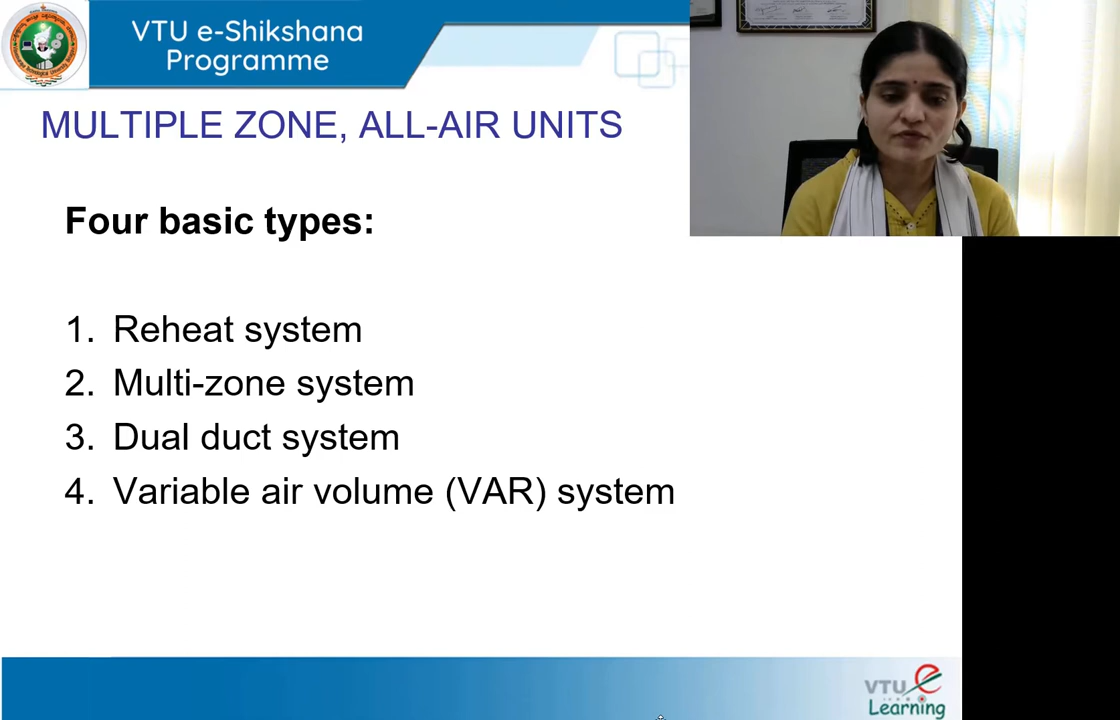 VTU e-Shikshana
Programme
MULTIPLE ZONE, ALL-AIR UNITS
Four basic types:
1. Reheat system
2. Multi-zone system
3. Dual duct system
4. Variable air volume (VAR) system
VTU e
Learning